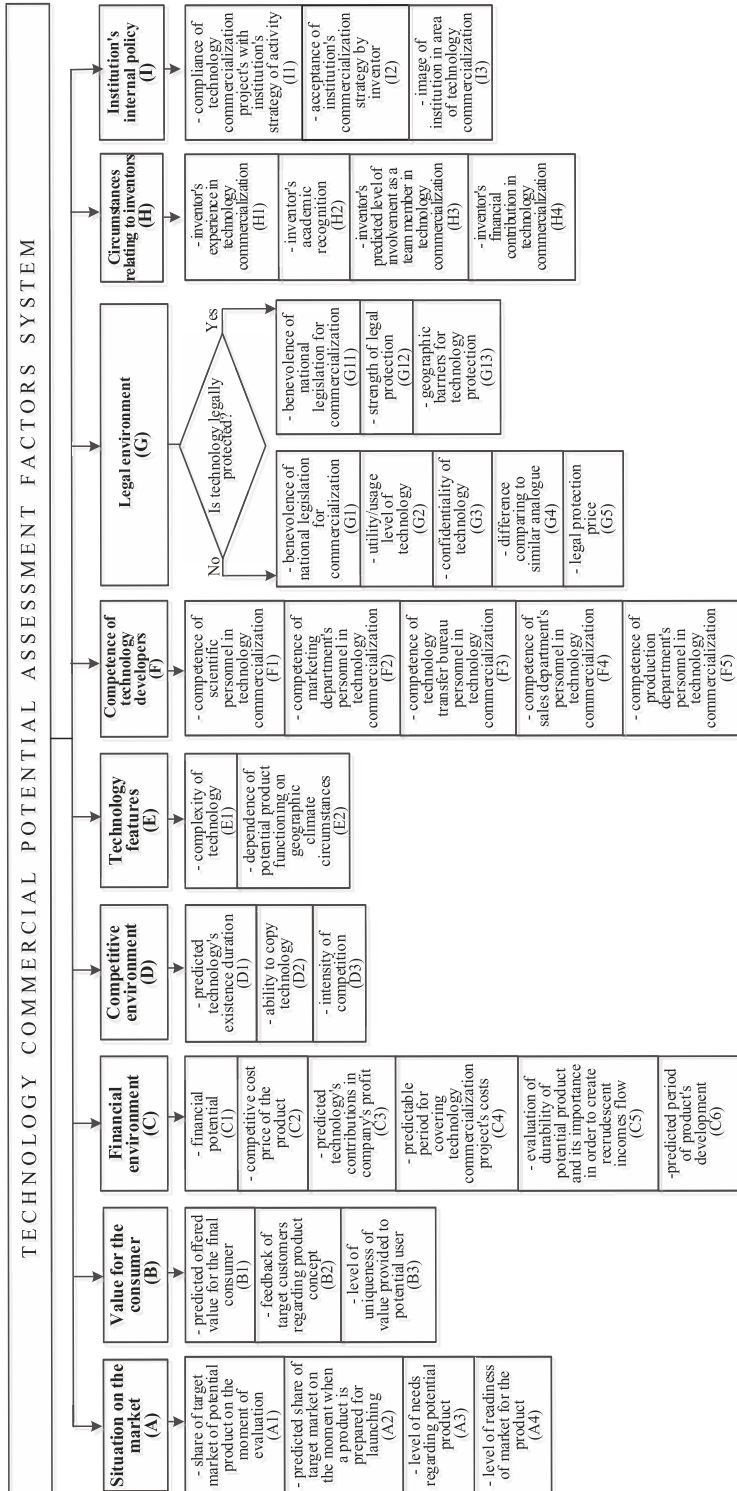 TECHNOLOGY COMMERCIAL POTENTIAL ASSESSMENT FACTORS SYSTEM
Situation on the
market
(A)
- share of target
market of potential
product on the
moment of
evaluation
(A1)
- predicted share of
target market on
the moment when
a product is
prepared for
launching
(A2)
- level of needs
regarding potential
product
(A3)
- level of readiness
of market for the
product
(A4)
Value for the
consumer
(B)
- predicted offered
value for the final
consumer
(B1)
- feedback of
target customers
regarding product
concept
(B2)
- level of
uniqueness of
value provided to
potential user
(B3)
Financial
environment
(C)
- financial
potential
(C1)
- competitive cost
price of the
product
(C2)
- predicted
technology's
contributions in
company's profit
(C3)
- predictable
period for
covering
technology
commercialization
project's costs
(C4)
- evaluation of
durability of
potential product
and its importance
in order to create
recrudescent
incomes flow
(C5)
-predicted period
of product's
development
(C6)
Competitive
environment
(D)
- predicted
technology's
existence duration
(D1)
- ability to copy
technology
(D2)
- intensity of
competition
(D3)
Technology
features
(E)
- complexity of
technology
(E1)
- dependence of
potential product
functioning on
geographic
climate
circumstances
(E2)
Competence of
technology
developers
(F)
- competence of
scientific
personnel in
technology
commercialization
(F1)
- competence of
marketing
department's
personnel in
technology
commercialization
(F2)
- competence of
technology
transfer bureau
personnel in
technology
commercialization
(F3)
- competence of
sales department's
personnel in
technology
commercialization
(F4)
- competence of
production
department's
personnel in
technology
commercialization
(F5)
Legal environment
(G)
Is technology legally
protected?
No
Yes
- benevolence of
national legislation
for
commercialization
(G1)
- utility/usage
level of
technology
(G2)
- confidentiality of
technology
(G3)
- difference
comparing to
similar analogue
(G4)
- legal protection
price
(G5)
- benevolence of
national
legislation for
commercialization
(G11)
- strength of legal
protection
(G12)
- geographic
barriers for
technology
protection
(G13)
Circumstances
relating to inventors
(H)
- inventor's
experience in
technology
commercialization
(H1)
- inventor's
academic
recognition
(H2)
- inventor's
predicted level of
involvement as a
team member in
technology
commercialization
(H3)
- inventor's
financial
contribution in
technology
commercialization
(H4)
Institution's
internal policy
(I)
- compliance of
technology
commercialization
project's with
institution's
strategy of activity
(I1)
- acceptance of
institution's
commercialization
strategy by
inventor
(I2)
- image of
institution in area
of technology
commercialization
(I3)